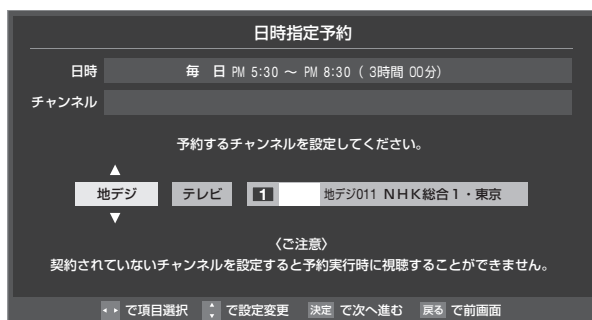 日時指定予約
日時 毎 日 PM 5:30 ～ PM 8:30 ( 3時間 00分)
チャンネル
予約するチャンネルを設定してください。
地デジ テレビ 1 地デジ011 ＮＨＫ総合１・東京
〈ご注意〉
契約されていないチャンネルを設定すると予約実行時に視聴することができません。
で項目選択 で設定変更 決定 で次へ進む 戻る で前画面